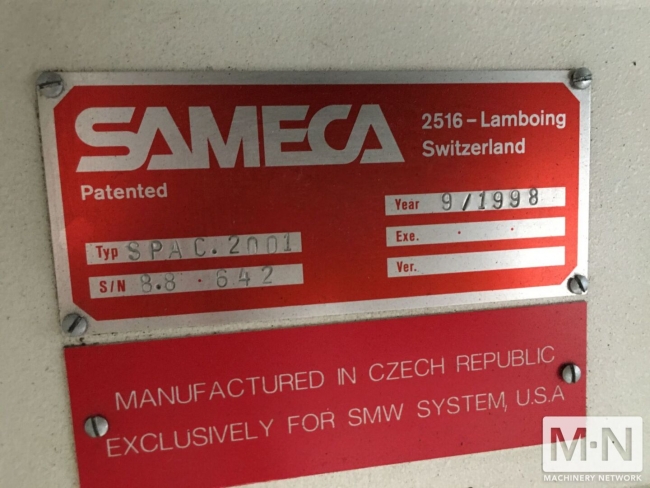 SAMECA
2516-Lamboing
Switzerland
Patented
Year 9/1998
Typ SPAC.2001
Exe. . .
S/N 8.8 · 642
Ver.
MANUFACTURED IN CZECH REPUBLIC
EXCLUSIVELY FOR SMW SYSTEM, U.S.A
M·N
MACHINERY NETWORK